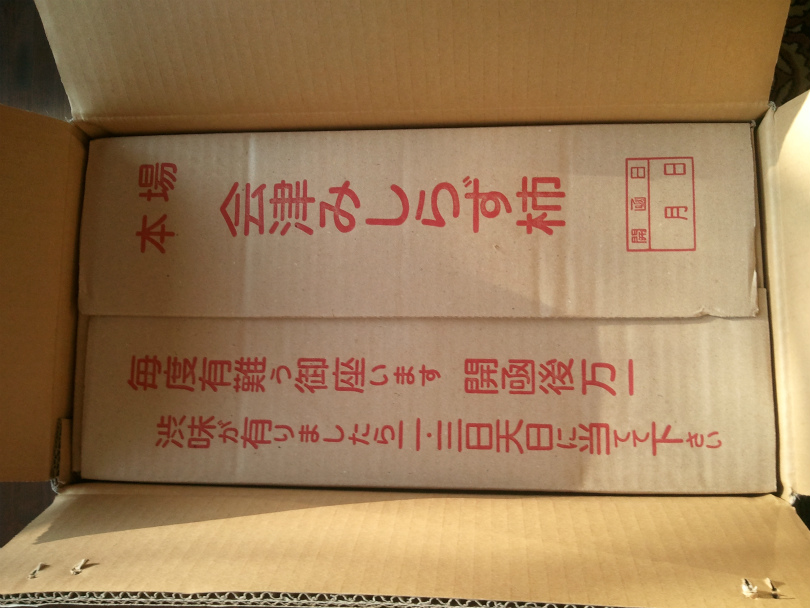 本場
会津みしらず柿
開凾日
月日
毎度有難う御座います 開凾後万一
渋味が有りましたら二・三日天日に当てて下さい